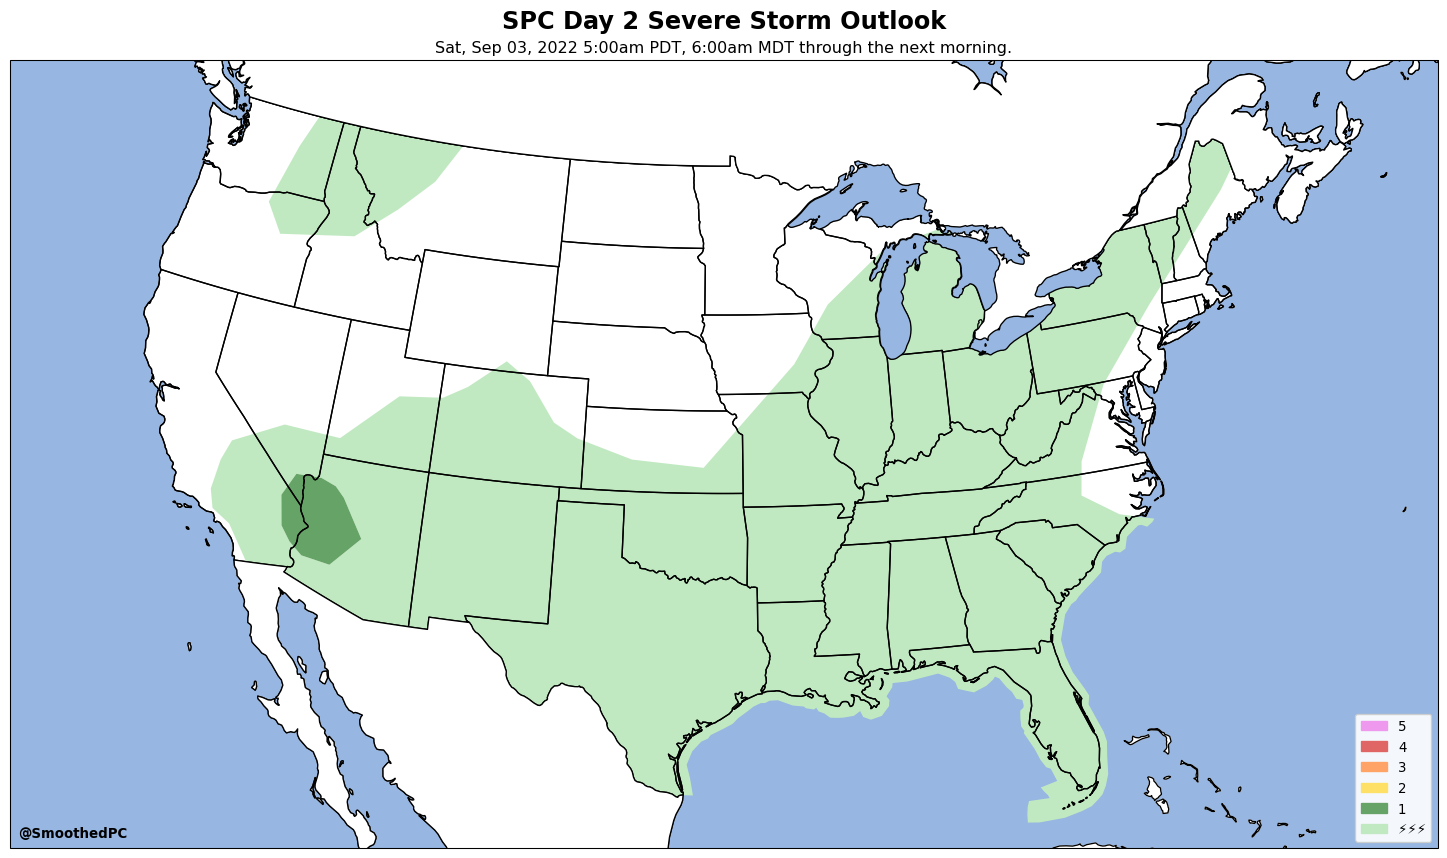 SPC Day 2 Severe Storm Outlook
Sat, Sep 03, 2022 5:00am PDT, 6:00am MDT through the next morning.
5
4
3
2
1
⚡⚡⚡
@SmoothedPC